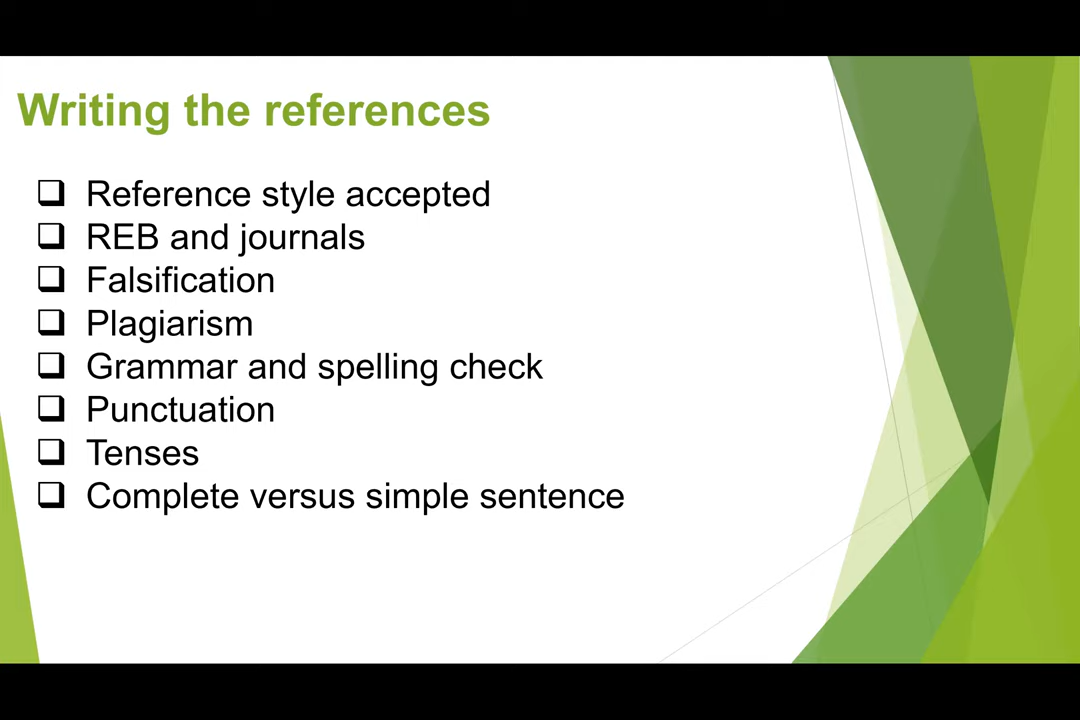 Writing the references
Reference style accepted
REB and journals
Falsification
Plagiarism
Grammar and spelling check
Punctuation
Tenses
Complete versus simple sentence